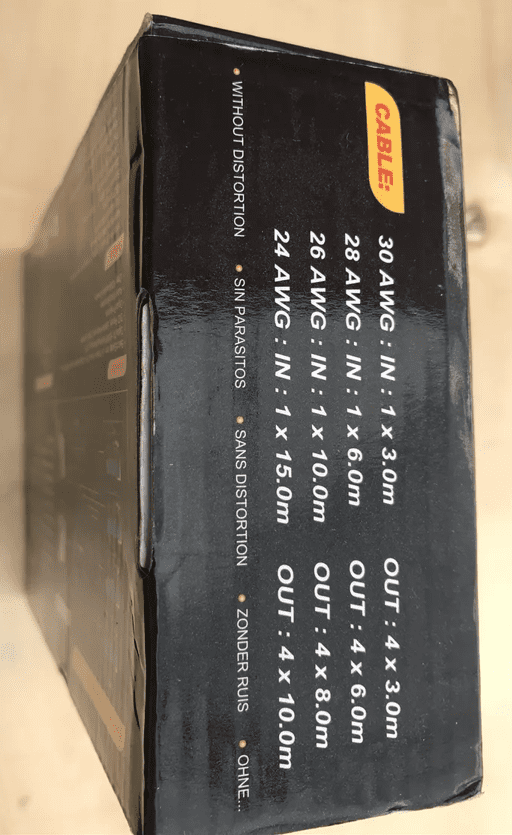 CABLE:
30 AWG : IN : 1 x 3.0m OUT : 4 x 3.0m
28 AWG : IN : 1 x 6.0m OUT : 4 x 6.0m
26 AWG : IN : 1 x 10.0m OUT : 4 x 8.0m
24 AWG : IN : 1 x 15.0m OUT : 4 x 10.0m
• WITHOUT DISTORTION • SIN PARASITOS • SANS DISTORTION • ZONDER RUIS • OHNE...